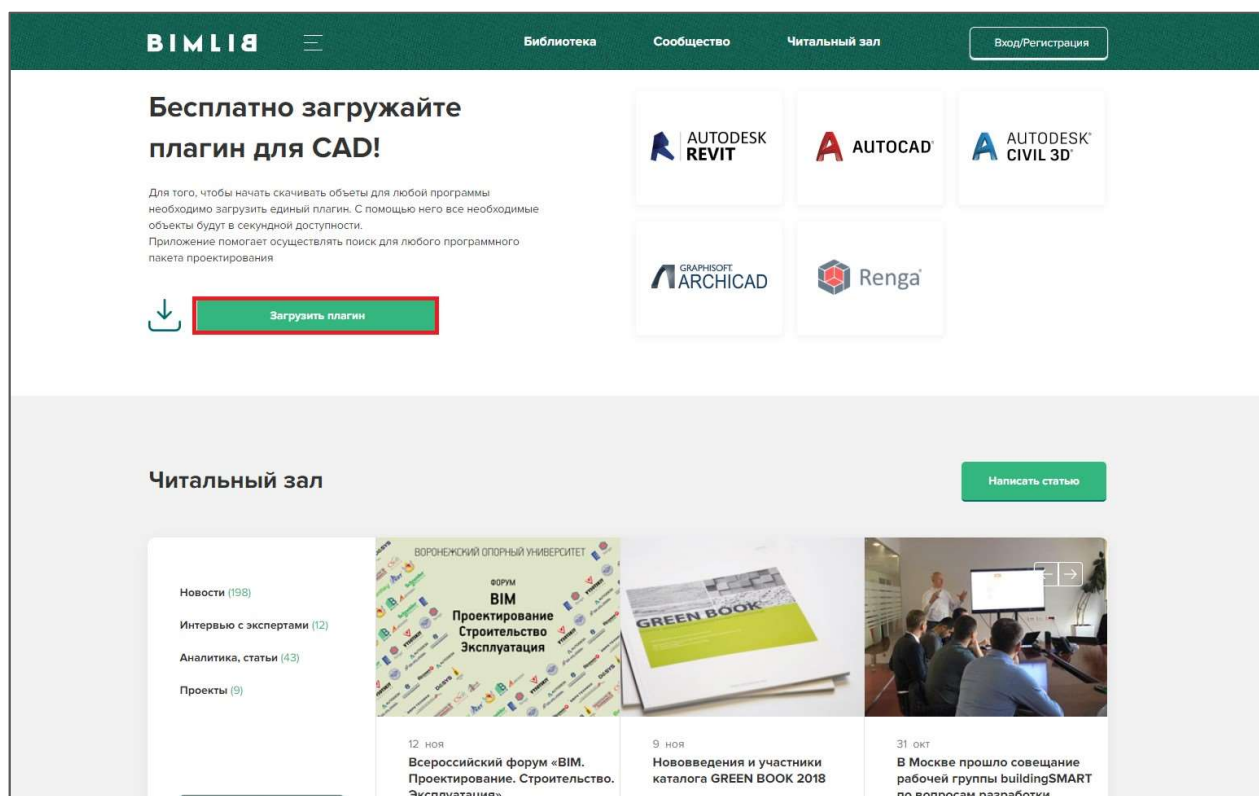 BIMLIB
Библиотека
Сообщество
Читальный зал
Вход/Регистрация
Бесплатно загружайте
плагин для CAD!
Для того, чтобы начать скачивать объеты для любой программы
необходимо загрузить единый плагин. С помощью него все необходимые
объекты будут в секундной доступности.
Приложение помогает осуществлять поиск для любого программного
пакета проектирования
Загрузить плагин
AUTODESK
REVIT
AUTOCAD
AUTODESK
CIVIL 3D
GRAPHISOFT
ARCHICAD
Renga
Читальный зал
Написать статью
Новости (198)
Интервью с экспертами (12)
Аналитика, статьи (43)
Проекты (9)
ВОРОНЕЖСКИЙ ОПОРНЫЙ УНИВЕРСИТЕТ
ФОРУМ
BIM
Проектирование
Строительство
Эксплуатация
GREEN BOOK
12 ноя
Всероссийский форум «BIM.
Проектирование. Строительство.
Эксплуатация»
9 ноя
Нововведения и участники
каталога GREEN BOOK 2018
31 окт
В Москве прошло совещание
рабочей группы buildingSMART
по вопросам разработки